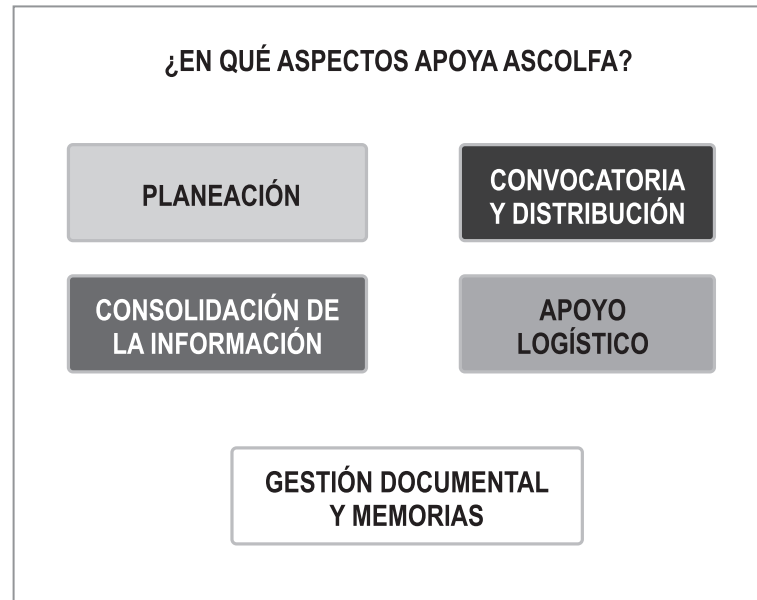 ¿EN QUÉ ASPECTOS APOYA ASCOLFA?
PLANEACIÓN
CONVOCATORIA
Y DISTRIBUCIÓN
CONSOLIDACIÓN DE
LA INFORMACIÓN
APOYO
LOGÍSTICO
GESTIÓN DOCUMENTAL
Y MEMORIAS